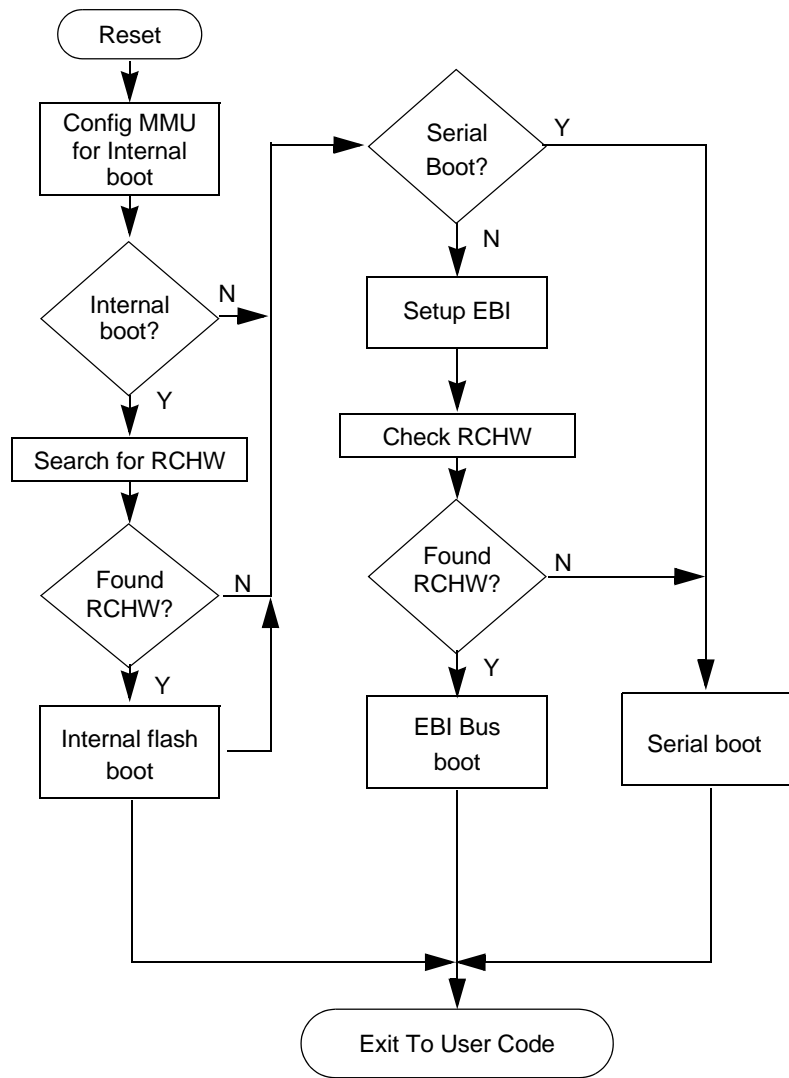 Reset
Config MMU
for Internal
boot
Internal
boot?
N
Y
Search for RCHW
Found
RCHW?
N
Y
Internal flash
boot
Serial
Boot?
Y
N
Setup EBI
Check RCHW
Found
RCHW?
N
Y
EBI Bus
boot
Serial boot
Exit To User Code